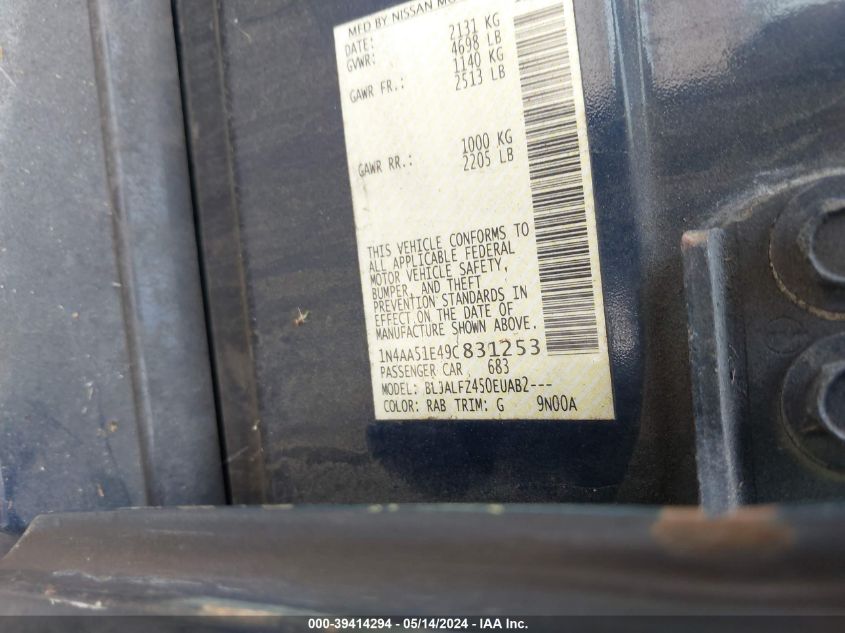 MFD BY NISSAN MO
DATE:
GVWR: 2131 KG
4698 LB
GAWR FR.: 1140 KG
2513 LB
GAWR RR.: 1000 KG
2205 LB
THIS VEHICLE CONFORMS TO
ALL APPLICABLE FEDERAL
MOTOR VEHICLE SAFETY,
BUMPER, AND THEFT
PREVENTION STANDARDS IN
EFFECT ON THE DATE OF
MANUFACTURE SHOWN ABOVE.
1N4AA51E49C831253
PASSENGER CAR 683
MODEL: BLJALFZ450EUAB2---
COLOR: RAB TRIM: G 9N00A
000-39414294 - 05/14/2024 - IAA Inc.